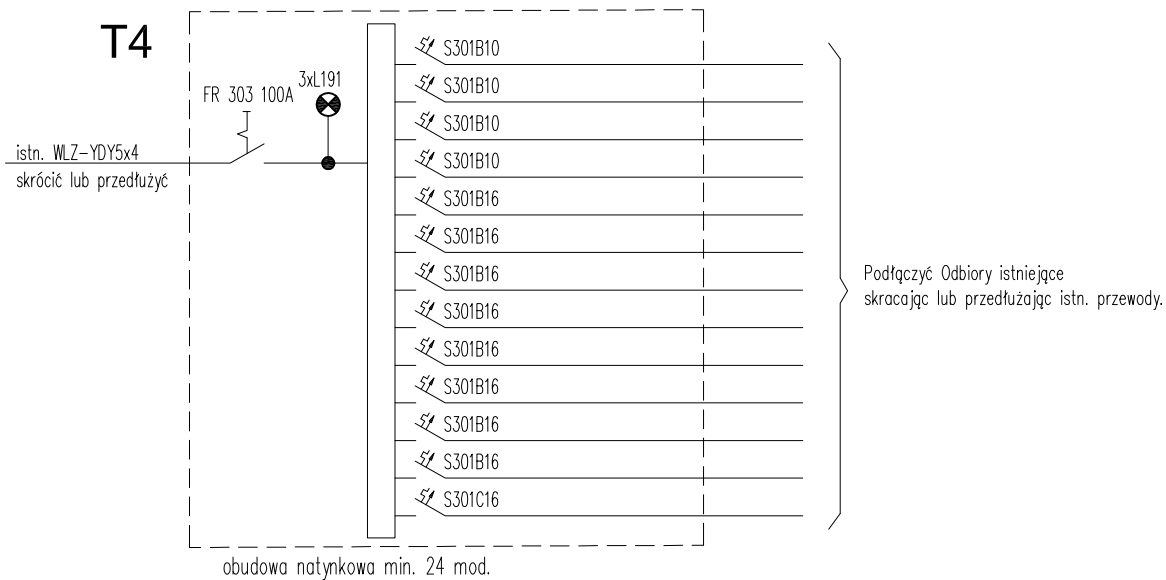 T4
FR 303 100A
3xL191
istn. WLZ-YDY5x4
skrócić lub przedłużyć
S301B10
S301B10
S301B10
S301B10
S301B16
S301B16
S301B16
S301B16
S301B16
S301B16
S301B16
S301B16
S301C16
Podłączyć Odbiory istniejące
skracając lub przedłużając istn. przewody.
obudowa natynkowa min. 24 mod.